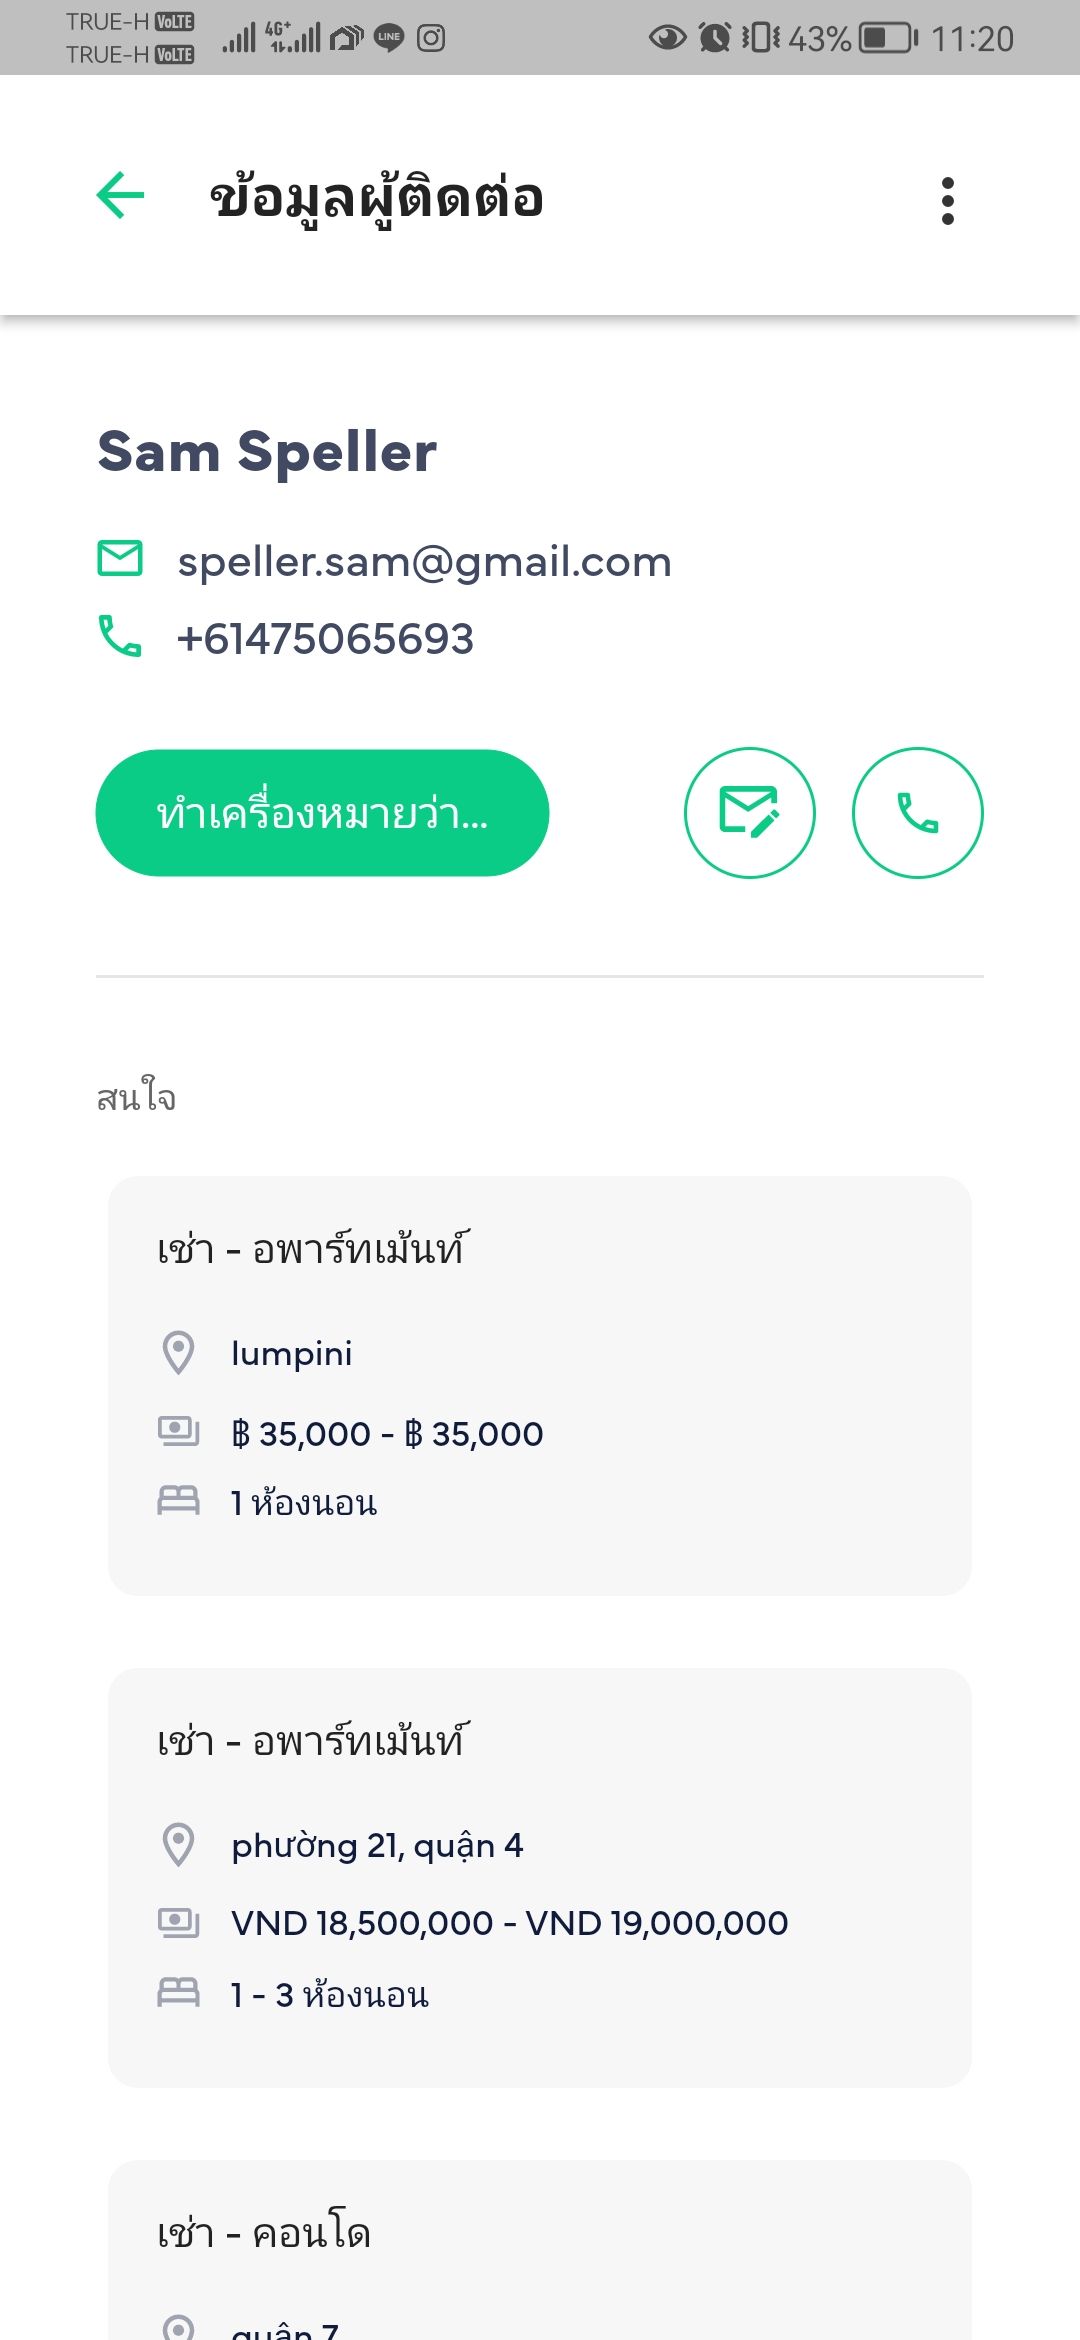 TRUE-H VoLTE
TRUE-H VoLTE
4G+
LINE
43%
11:20
ข้อมูลผู้ติดต่อ
Sam Speller
speller.sam@gmail.com
+61475065693
ทำเครื่องหมายว่า...
สนใจ
เช่า - อพาร์ทเม้นท์
lumpini
฿ 35,000 - ฿ 35,000
1 ห้องนอน
เช่า - อพาร์ทเม้นท์
phường 21, quận 4
VND 18,500,000 - VND 19,000,000
1 - 3 ห้องนอน
เช่า - คอนโด
quận 7